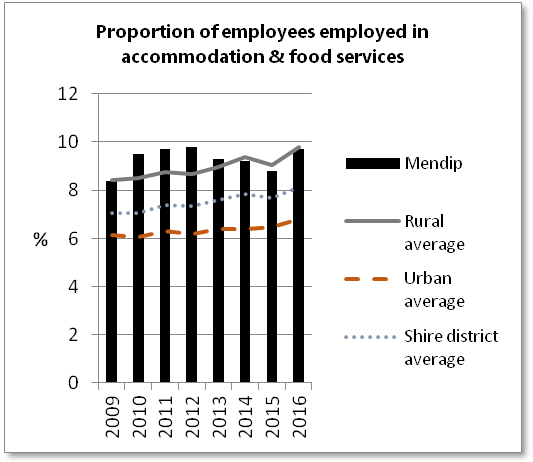 Proportion of employees employed in
accommodation & food services
12
10
8
6
4
2
0
%
2009
2010
2011
2012
2013
2014
2015
2016
Mendip
Rural
average
Urban
average
Shire district
average